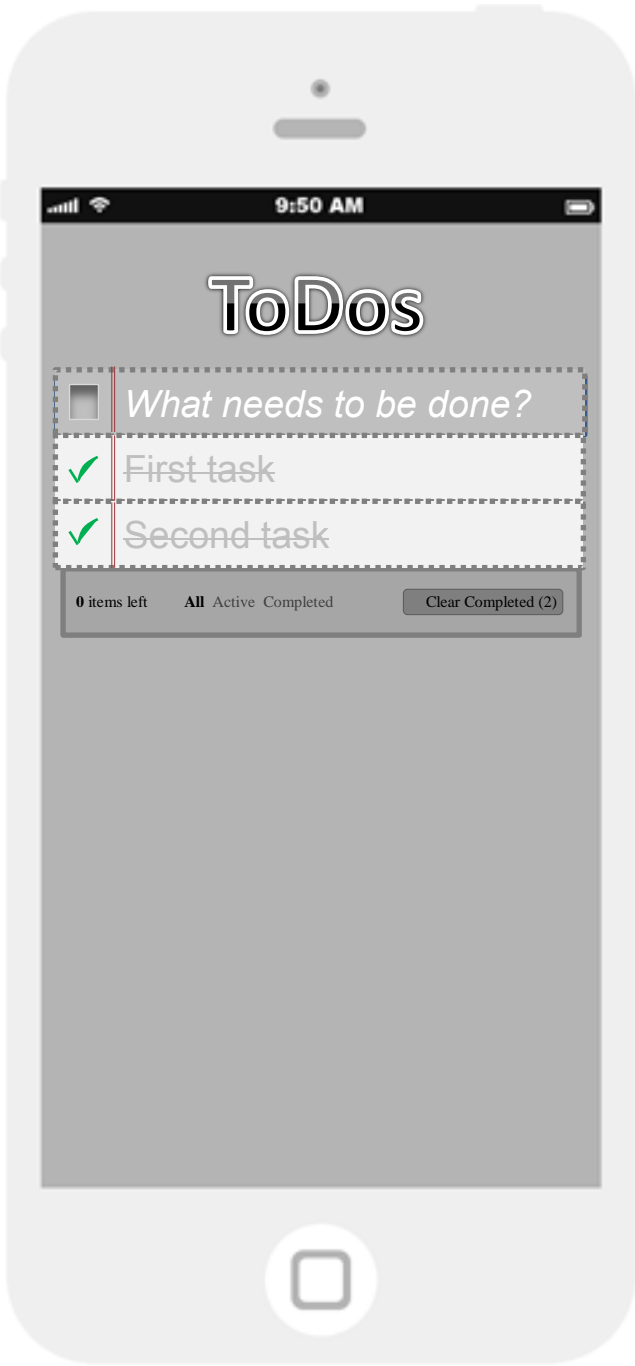 9:50 AM
ToDos
What needs to be done?
First task
Second task
0 items left All Active Completed Clear Completed (2)